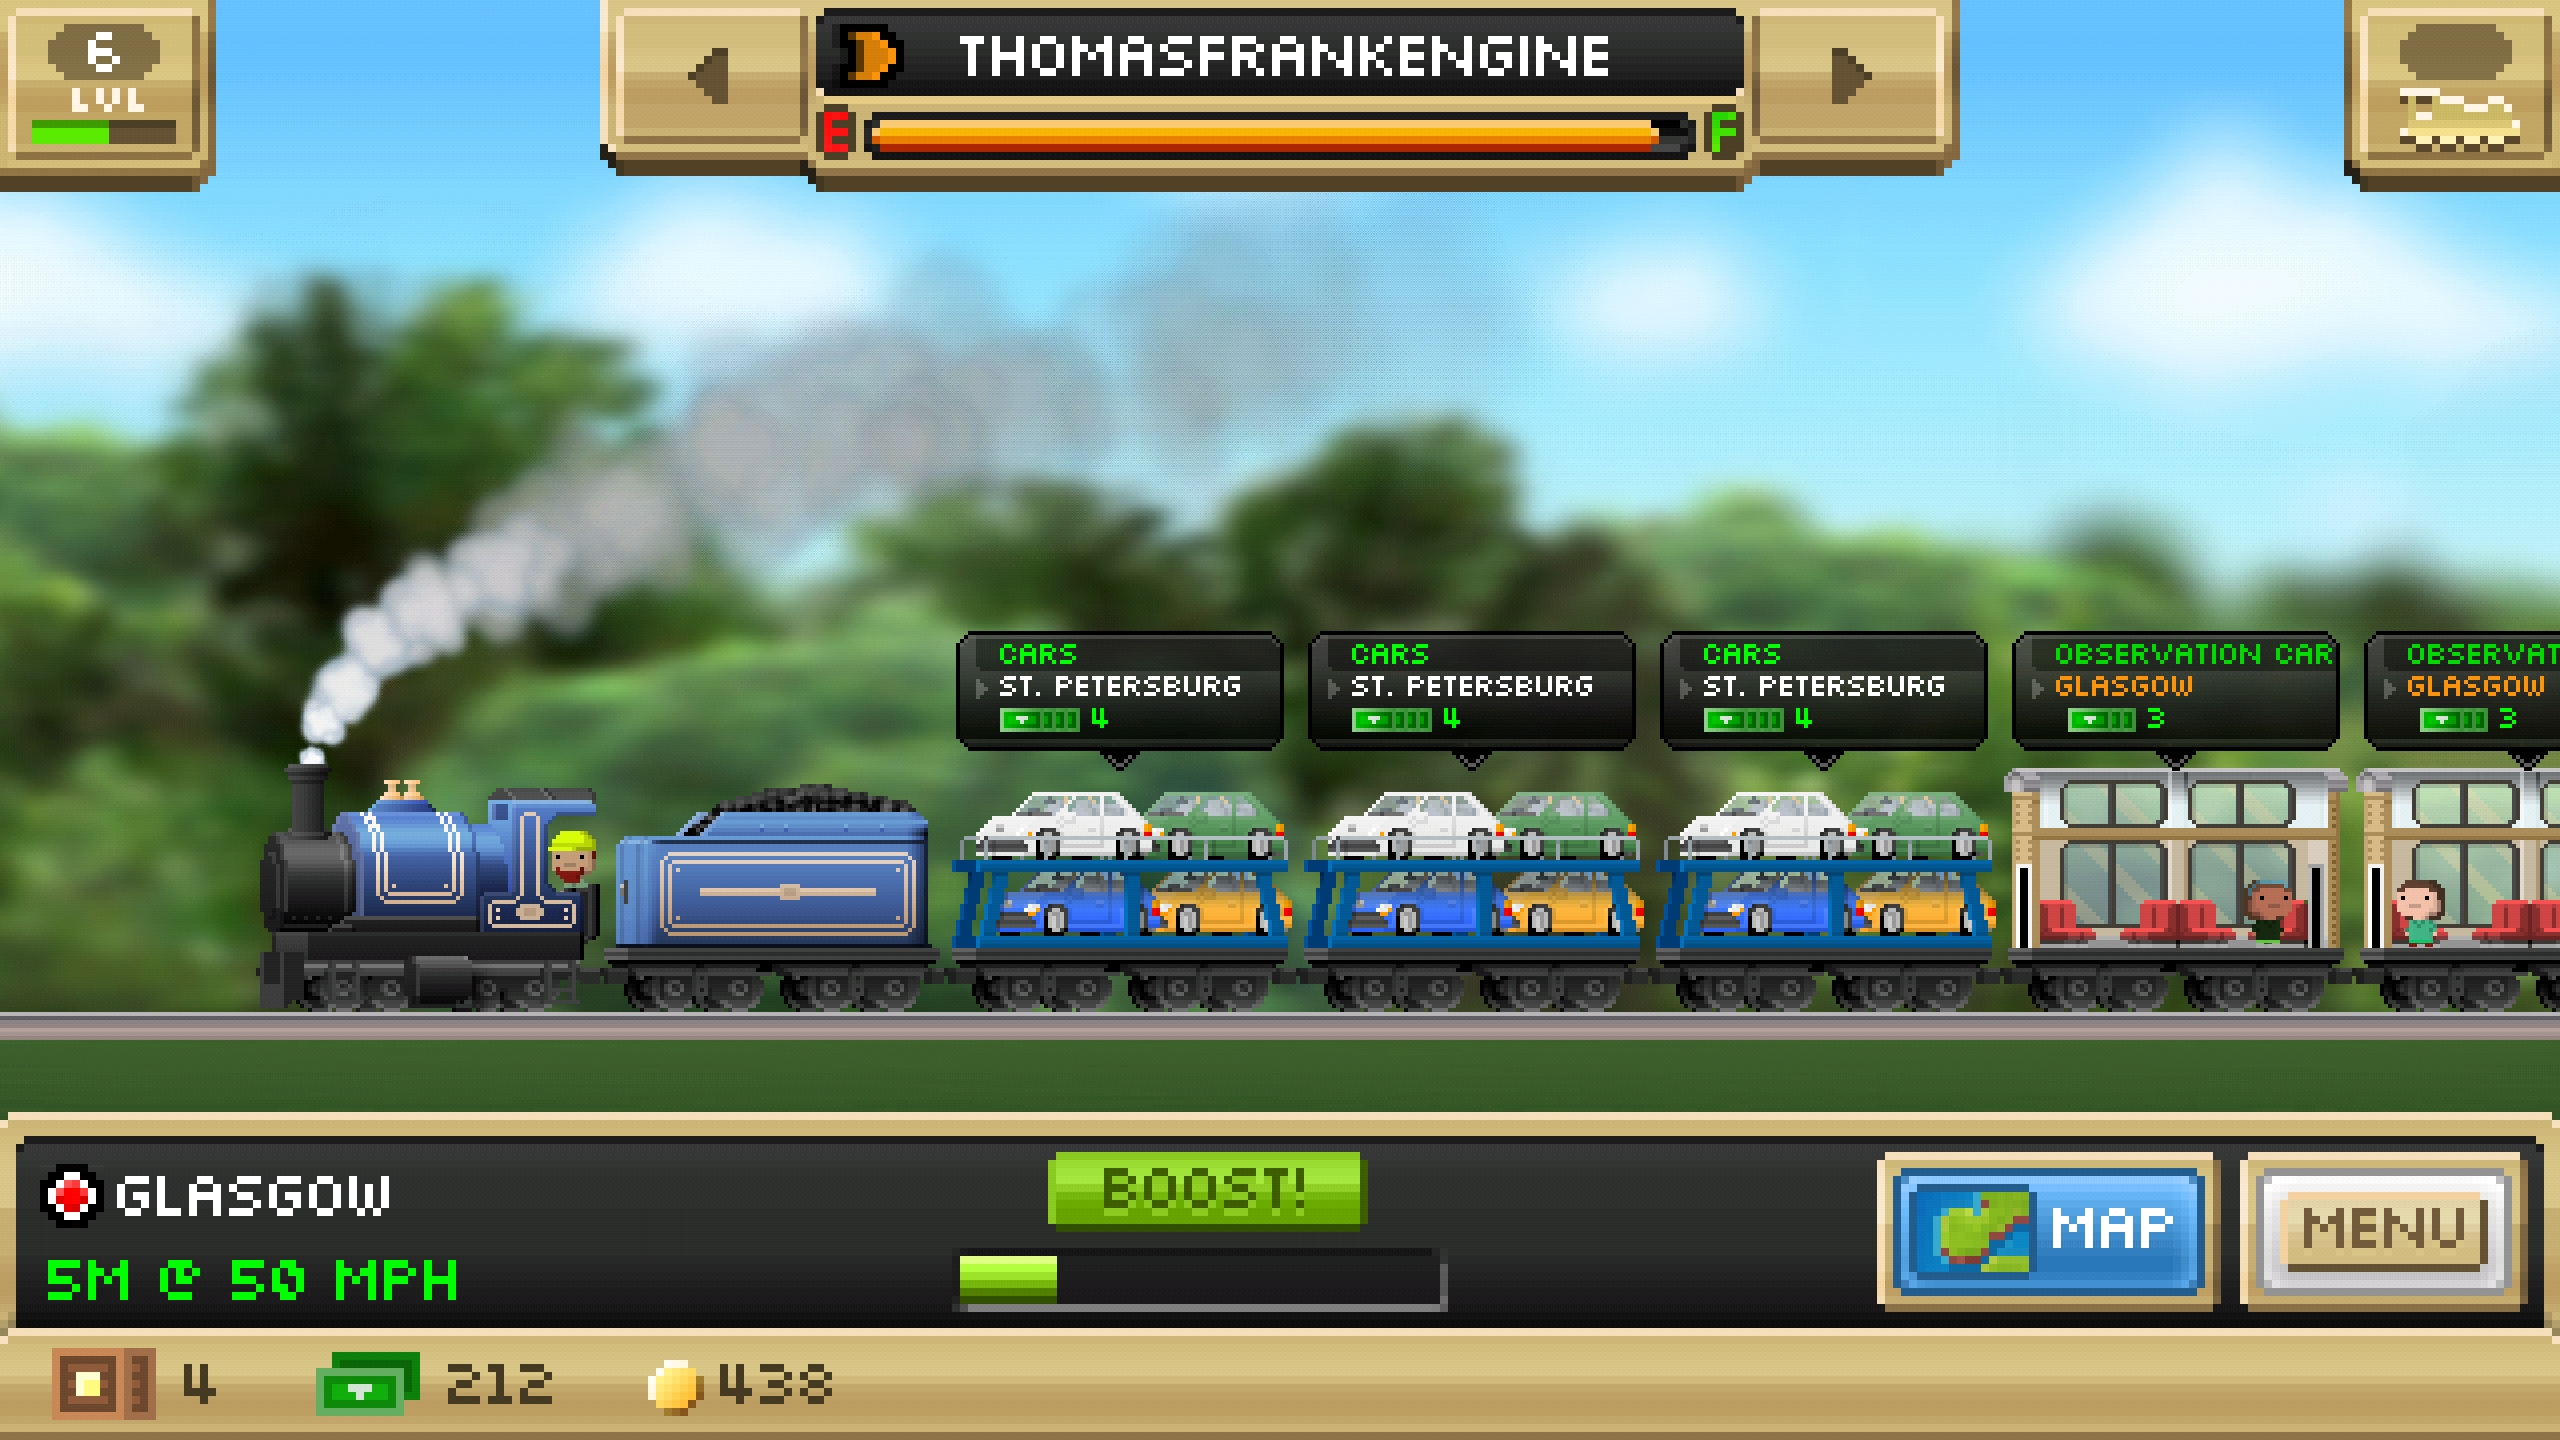 6
LVL
THOMASFRANKENGINE
E F
CARS
ST. PETERSBURG
4
CARS
ST. PETERSBURG
4
CARS
ST. PETERSBURG
4
OBSERVATION CAR
GLASGOW
3
OBSERVAT
GLASGOW
3
GLASGOW
5M @ 50 MPH
BOOST!
MAP
MENU
4 212 438